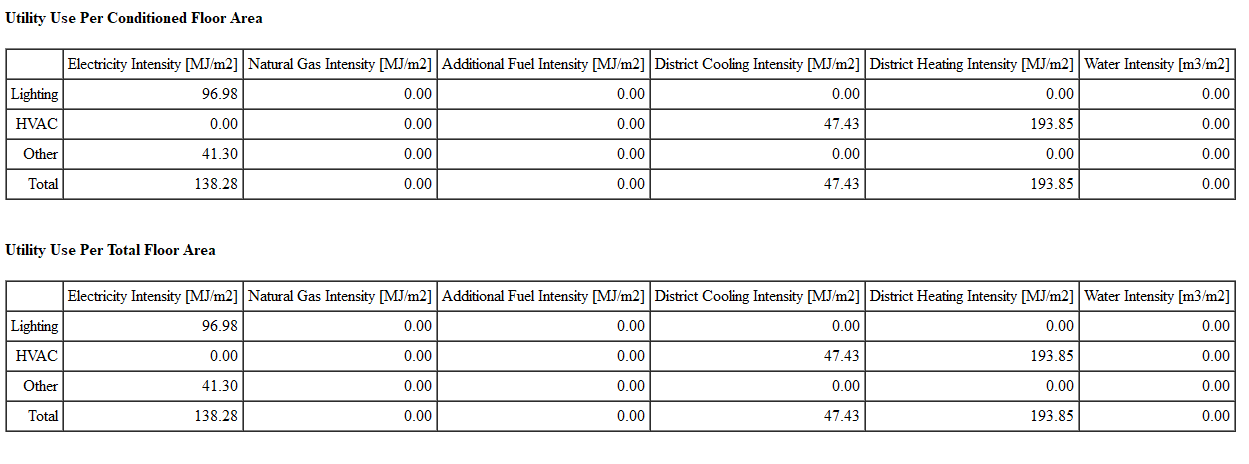 Utility Use Per Conditioned Floor Area
Electricity Intensity [MJ/m2] Natural Gas Intensity [MJ/m2] Additional Fuel Intensity [MJ/m2] District Cooling Intensity [MJ/m2] District Heating Intensity [MJ/m2] Water Intensity [m3/m2]
Lighting 96.98 0.00 0.00 0.00 0.00 0.00
HVAC 0.00 0.00 0.00 47.43 193.85 0.00
Other 41.30 0.00 0.00 0.00 0.00 0.00
Total 138.28 0.00 0.00 47.43 193.85 0.00
Utility Use Per Total Floor Area
Electricity Intensity [MJ/m2] Natural Gas Intensity [MJ/m2] Additional Fuel Intensity [MJ/m2] District Cooling Intensity [MJ/m2] District Heating Intensity [MJ/m2] Water Intensity [m3/m2]
Lighting 96.98 0.00 0.00 0.00 0.00 0.00
HVAC 0.00 0.00 0.00 47.43 193.85 0.00
Other 41.30 0.00 0.00 0.00 0.00 0.00
Total 138.28 0.00 0.00 47.43 193.85 0.00